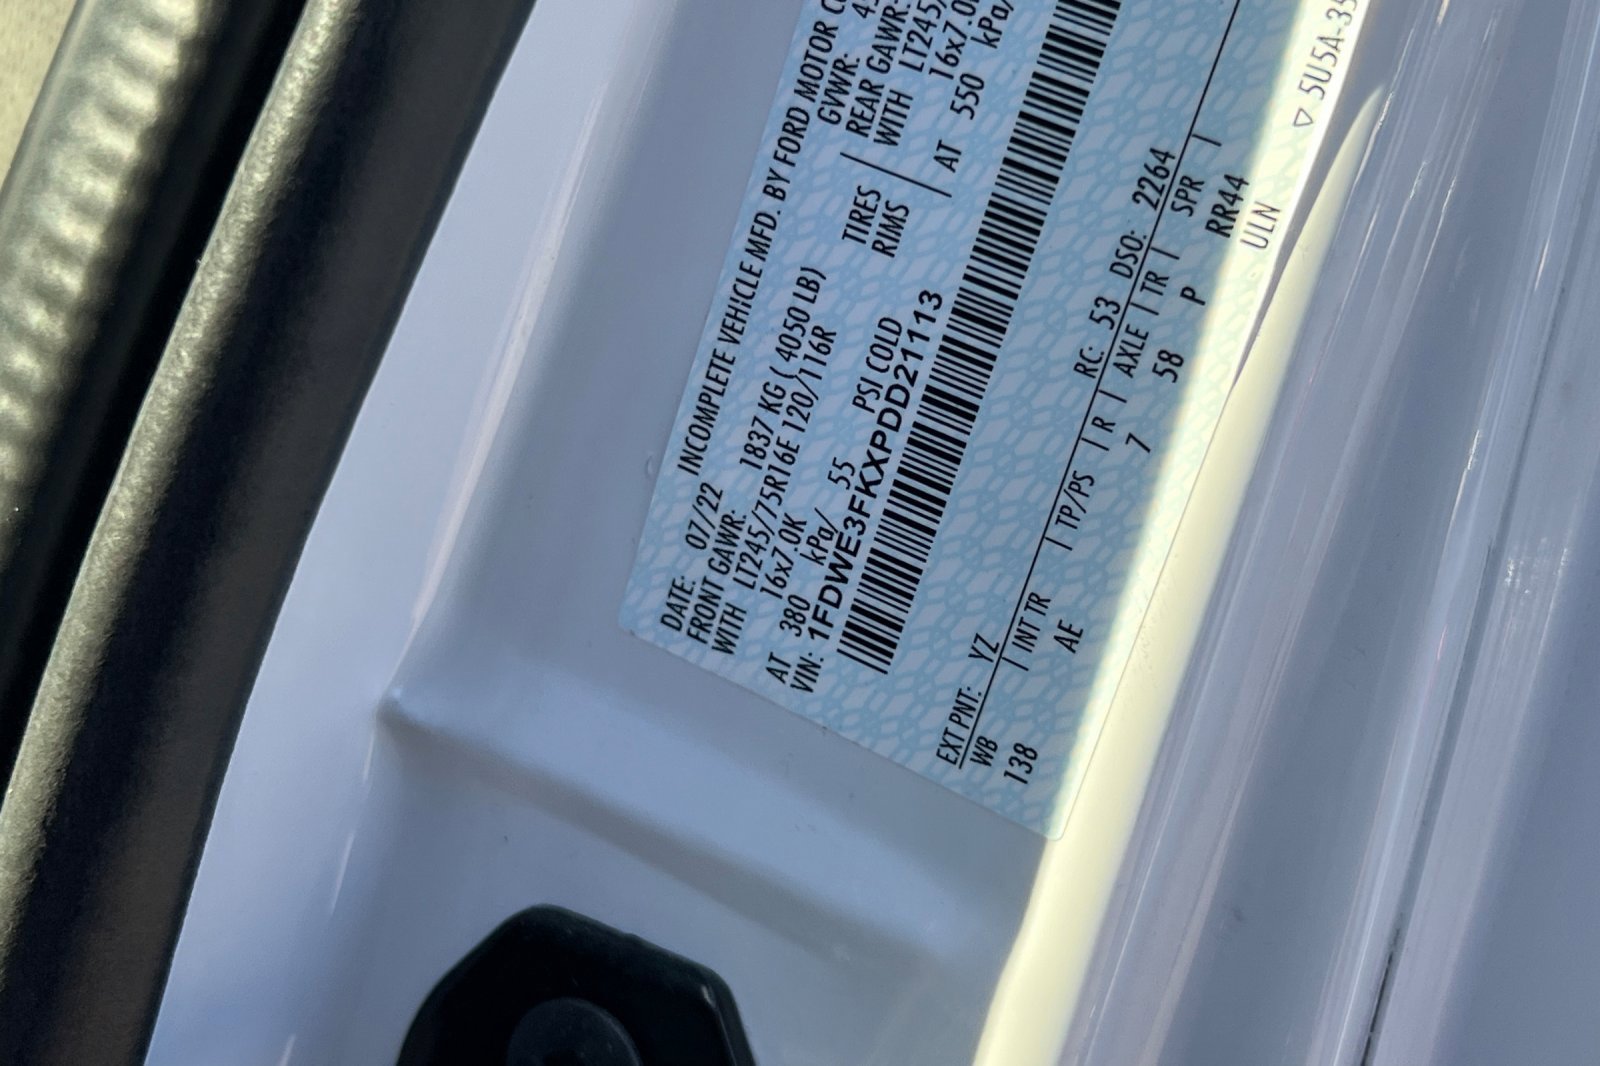 INCOMPLETE VEHICLE MFD. BY FORD MOTOR
DATE: 07/22 GVWR:
FRONT GAWR: 1837 KG ( 4050 LB) REAR GAWR:
WITH LT245/75R16E 120/116R TIRES WITH LT245/
16x7.0K RIMS 16x7.0
AT 380 kPa/ 55 PSI COLD AT 550 kPa/
VIN: 1FDWE3FKXPDD21113
EXT PNT: YZ RC: 53 DSO: 2264
WB | INT TR | TP/PS | R | AXLE | TR | SPR |
138 AE 7 58 P RR44
ULN ▽ 5U5A-35